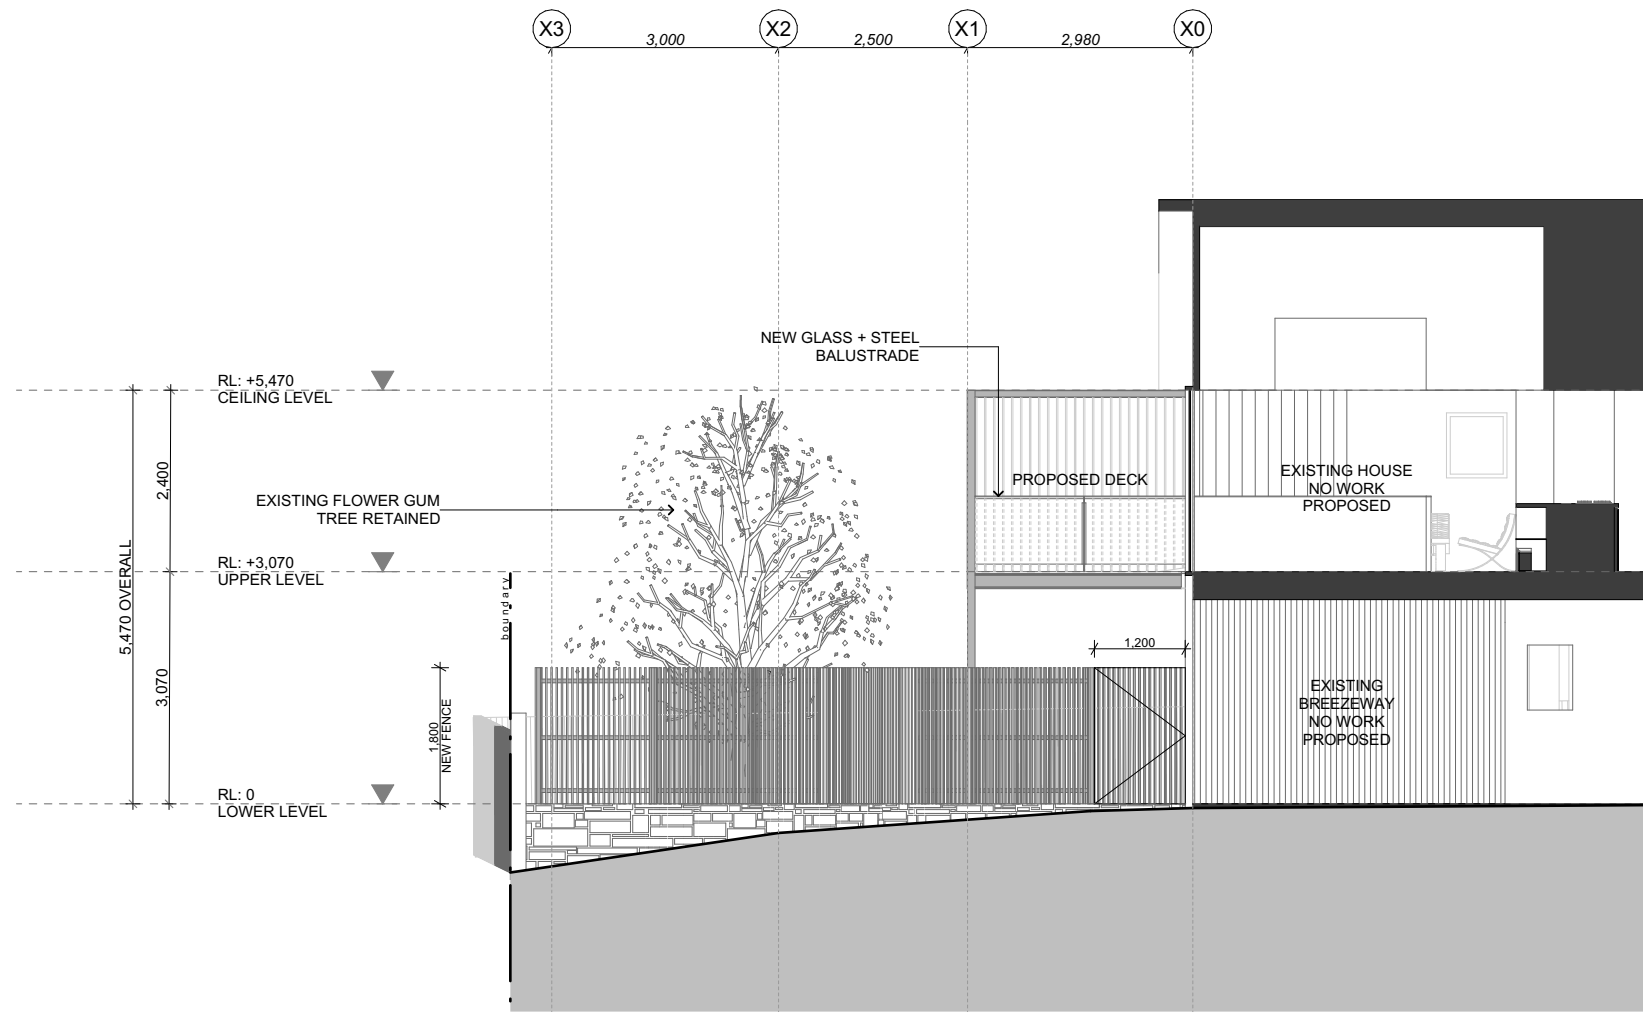 X3
3,000
X2
2,500
X1
2,980
X0
NEW GLASS + STEEL
BALUSTRADE
RL: +5,470
CEILING LEVEL
2,400
PROPOSED DECK
EXISTING HOUSE
NO WORK
PROPOSED
EXISTING FLOWER GUM
TREE RETAINED
RL: +3,070
UPPER LEVEL
5,470 OVERALL
boundary
3,070
1,200
1,800
NEW FENCE
EXISTING
BREEZEWAY
NO WORK
PROPOSED
RL: 0
LOWER LEVEL